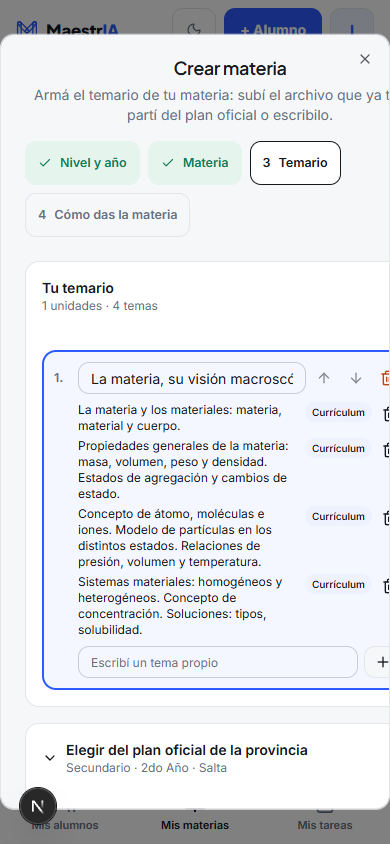 MaestrIA
+ Alumno
Crear materia
Armá el temario de tu materia: subí el archivo que ya t
partí del plan oficial o escribilo.
Nivel y año
Materia
3 Temario
4 Cómo das la materia
Tu temario
1 unidades · 4 temas
1.
La materia, su visión macroscó
La materia y los materiales: materia,
material y cuerpo.
Currículum
Propiedades generales de la materia:
masa, volumen, peso y densidad.
Estados de agregación y cambios de
estado.
Currículum
Concepto de átomo, moléculas e
iones. Modelo de partículas en los
distintos estados. Relaciones de
presión, volumen y temperatura.
Currículum
Sistemas materiales: homogéneos y
heterogéneos. Concepto de
concentración. Soluciones: tipos,
solubilidad.
Currículum
Escribí un tema propio
+
Elegir del plan oficial de la provincia
Secundario · 2do Año · Salta
N
Mis alumnos
Mis materias
Mis tareas